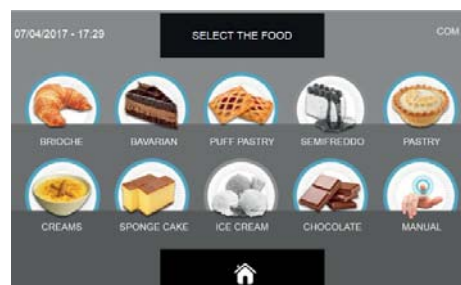 07/04/2017 - 17:29
SELECT THE FOOD
COM
BRIOCHE
BAVARIAN
PUFF PASTRY
SEMIFREDDO
PASTRY
CREAMS
SPONGE CAKE
ICE CREAM
CHOCOLATE
MANUAL